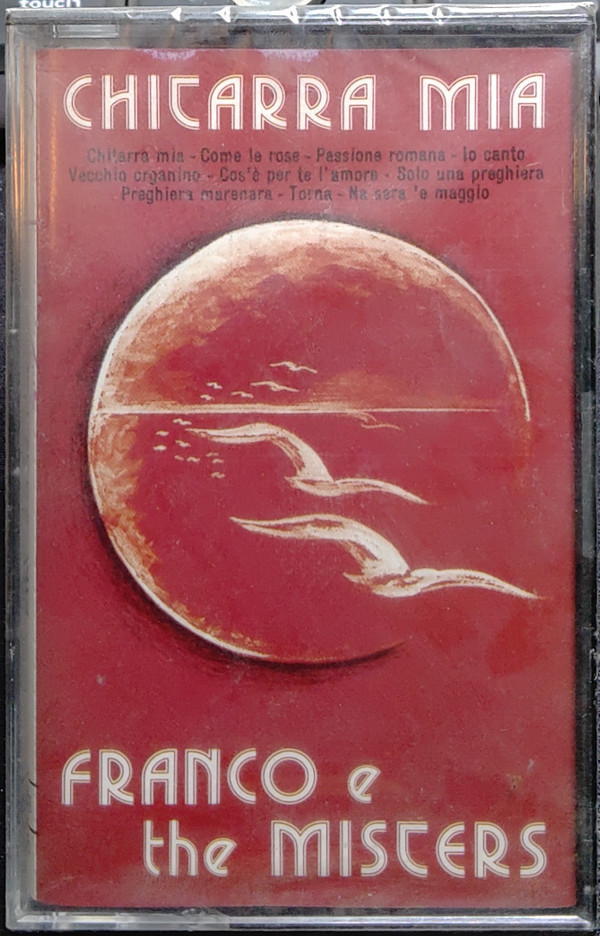 touch
CHITARRA MIA
Chitarra mia - Come le rose - Passione romana - Io canto
Vecchio organino - Cos'è per te l'amore - Solo una preghiera
Preghiera marenara - Torna - Na sera 'e maggio
FRANCO e
the MISTERS